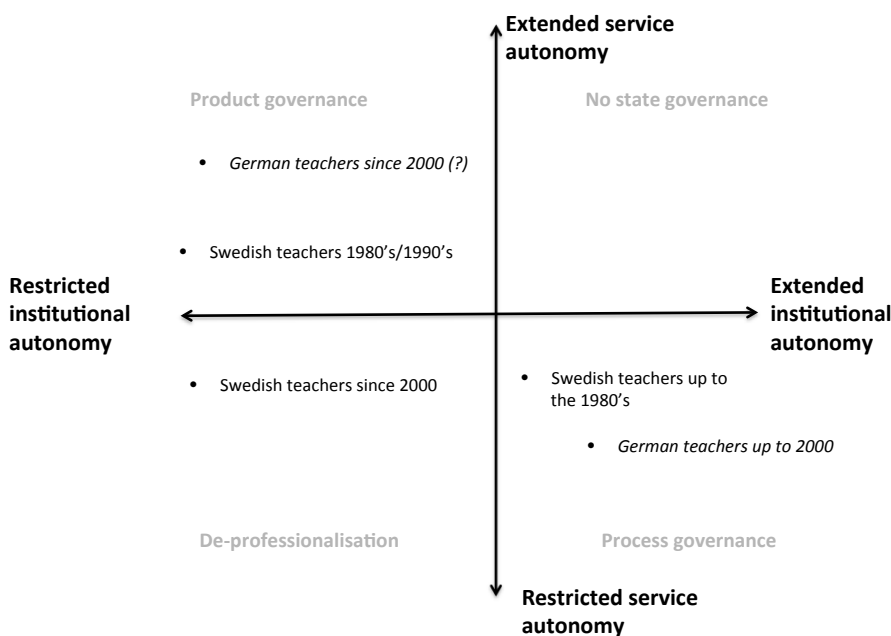 Extended service
autonomy
Product governance
No state governance
• German teachers since 2000 (?)
• Swedish teachers 1980's/1990's
Restricted
institutional
autonomy
Extended
institutional
autonomy
• Swedish teachers since 2000
• Swedish teachers up to
the 1980's
• German teachers up to 2000
De-professionalisation
Process governance
Restricted service
autonomy